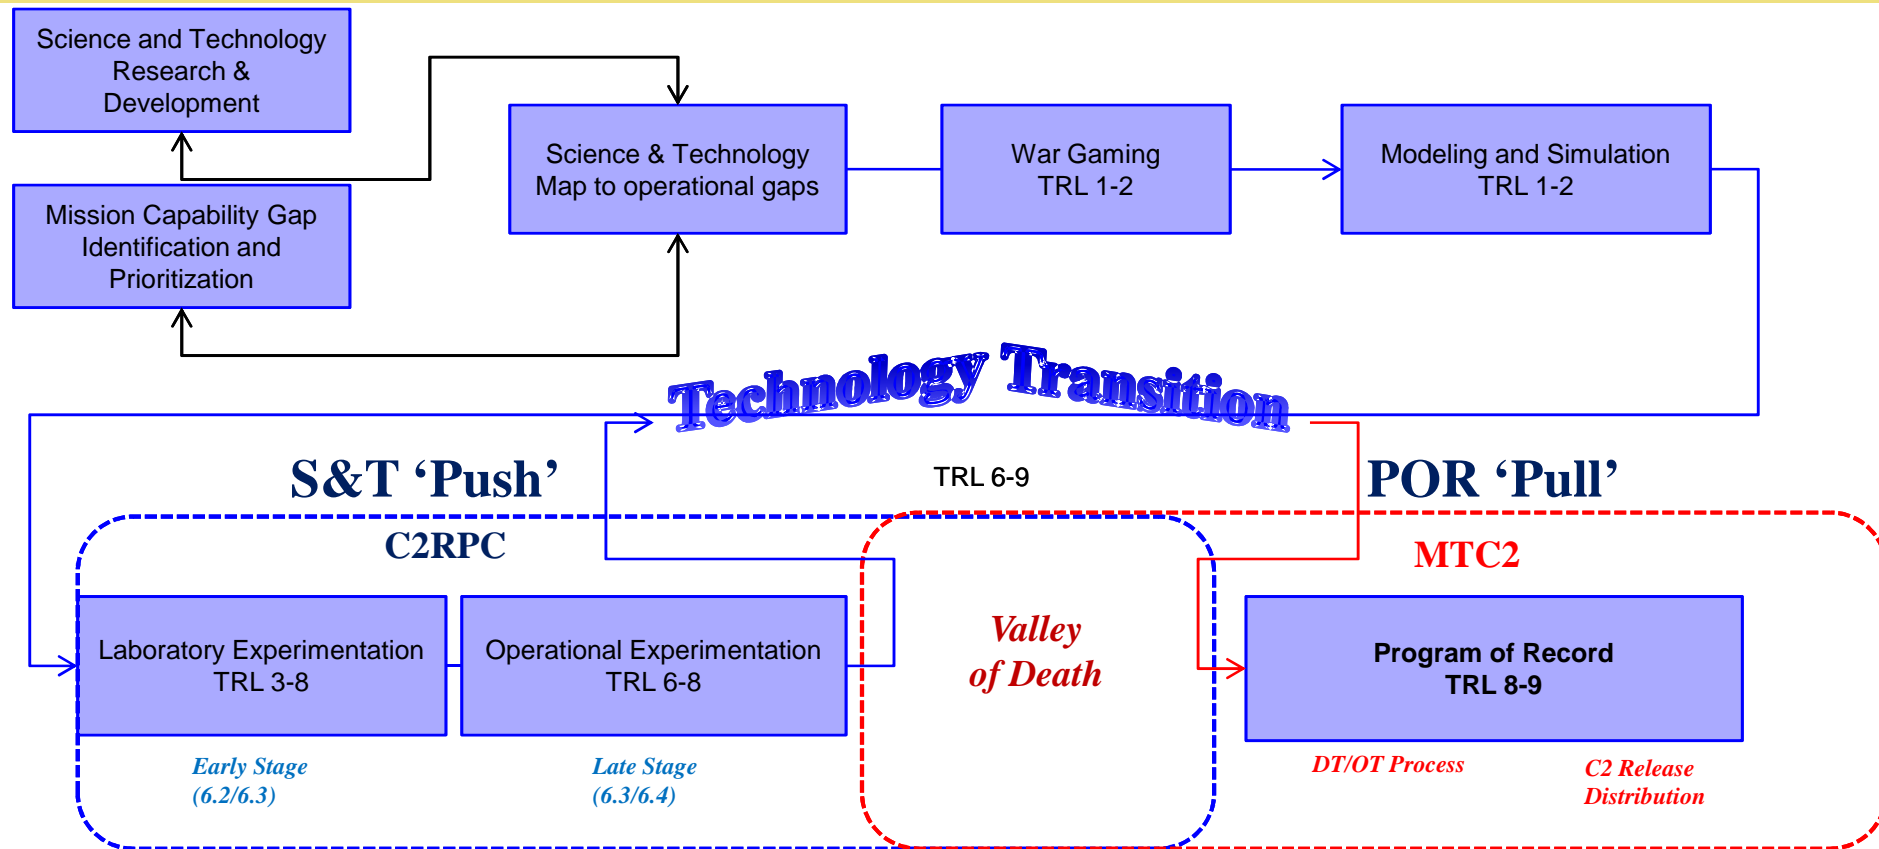 Science and Technology
Research &
Development
Mission Capability Gap
Identification and
Prioritization
Science & Technology
Map to operational gaps
War Gaming
TRL 1-2
Modeling and Simulation
TRL 1-2
Technology Transition
S&T ‘Push’
TRL 6-9
POR ‘Pull’
C2RPC
MTC2
Laboratory Experimentation
TRL 3-8
Operational Experimentation
TRL 6-8
Valley
of Death
Program of Record
TRL 8-9
Early Stage
(6.2/6.3)
Late Stage
(6.3/6.4)
DT/OT Process
C2 Release
Distribution